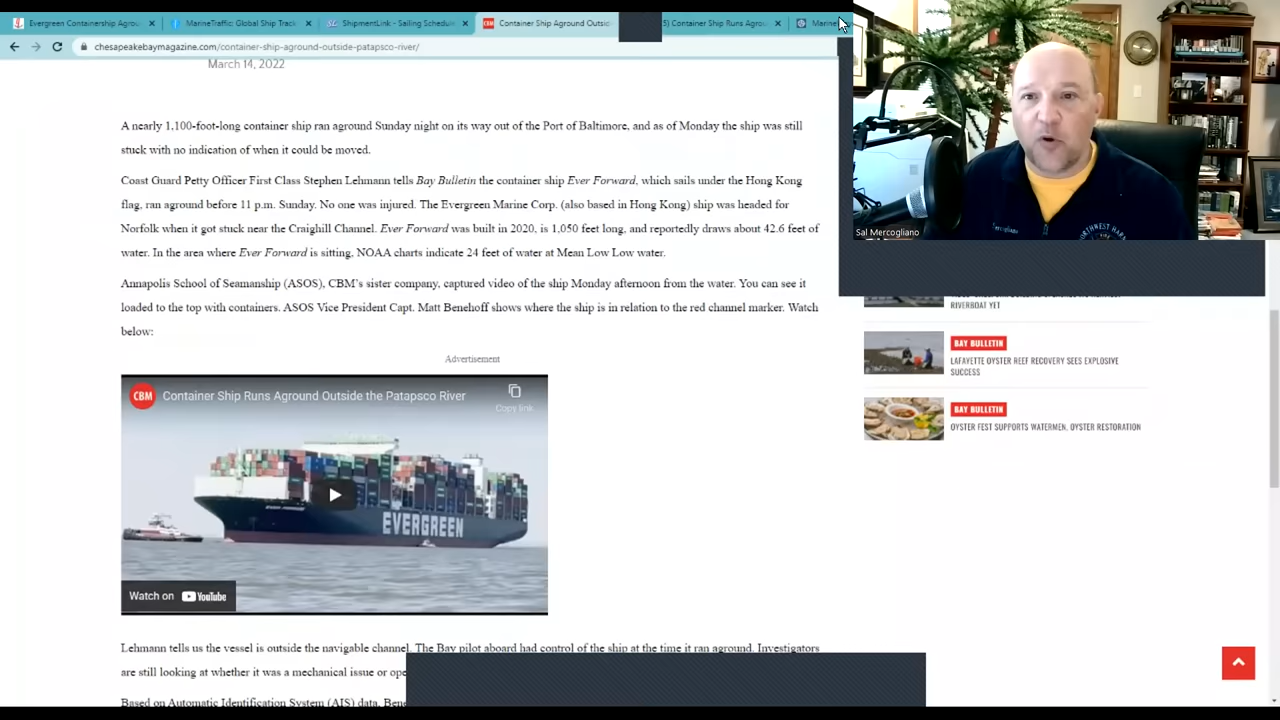 Evergreen Containership Agrou
MarineTraffic: Global Ship Track
ShipmentLink - Sailing Schedule
CBM Container Ship Aground Outsid
5) Container Ship Runs Agro
Marine
chesapeakebaymagazine.com/container-ship-aground-outside-patapsco-river/
March 14, 2022
A nearly 1,100-foot-long container ship ran aground Sunday night on its way out of the Port of Baltimore, and as of Monday the ship was still
stuck with no indication of when it could be moved.
Coast Guard Petty Officer First Class Stephen Lehmann tells Bay Bulletin the container ship Ever Forward, which sails under the Hong Kong
flag, ran aground before 11 p.m. Sunday. No one was injured. The Evergreen Marine Corp. (also based in Hong Kong) ship was headed for
Norfolk when it got stuck near the Craighill Channel. Ever Forward was built in 2020, is 1,050 feet long, and reportedly draws about 42.6 feet of
water. In the area where Ever Forward is sitting, NOAA charts indicate 24 feet of water at Mean Low Low water.
Annapolis School of Seamanship (ASOS), CBM's sister company, captured video of the ship Monday afternoon from the water. You can see it
loaded to the top with containers. ASOS Vice President Capt. Matt Benehoff shows where the ship is in relation to the red channel marker. Watch
below:
Advertisement
CBM Container Ship Runs Aground Outside the Patapsco River
Copy link
EVER FORWARD
EVERGREEN
Watch on YouTube
Lehmann tells us the vessel is outside the navigable channel. The Bay pilot aboard had control of the ship at the time it ran aground. Investigators
are still looking at whether it was a mechanical issue or ope
Based on Automatic Identification System (AIS) data, Bene
Sal Mercogliano
RIVERBOAT YET
BAY BULLETIN
LAFAYETTE OYSTER REEF RECOVERY SEES EXPLOSIVE
SUCCESS
BAY BULLETIN
OYSTER FEST SUPPORTS WATERMEN, OYSTER RESTORATION